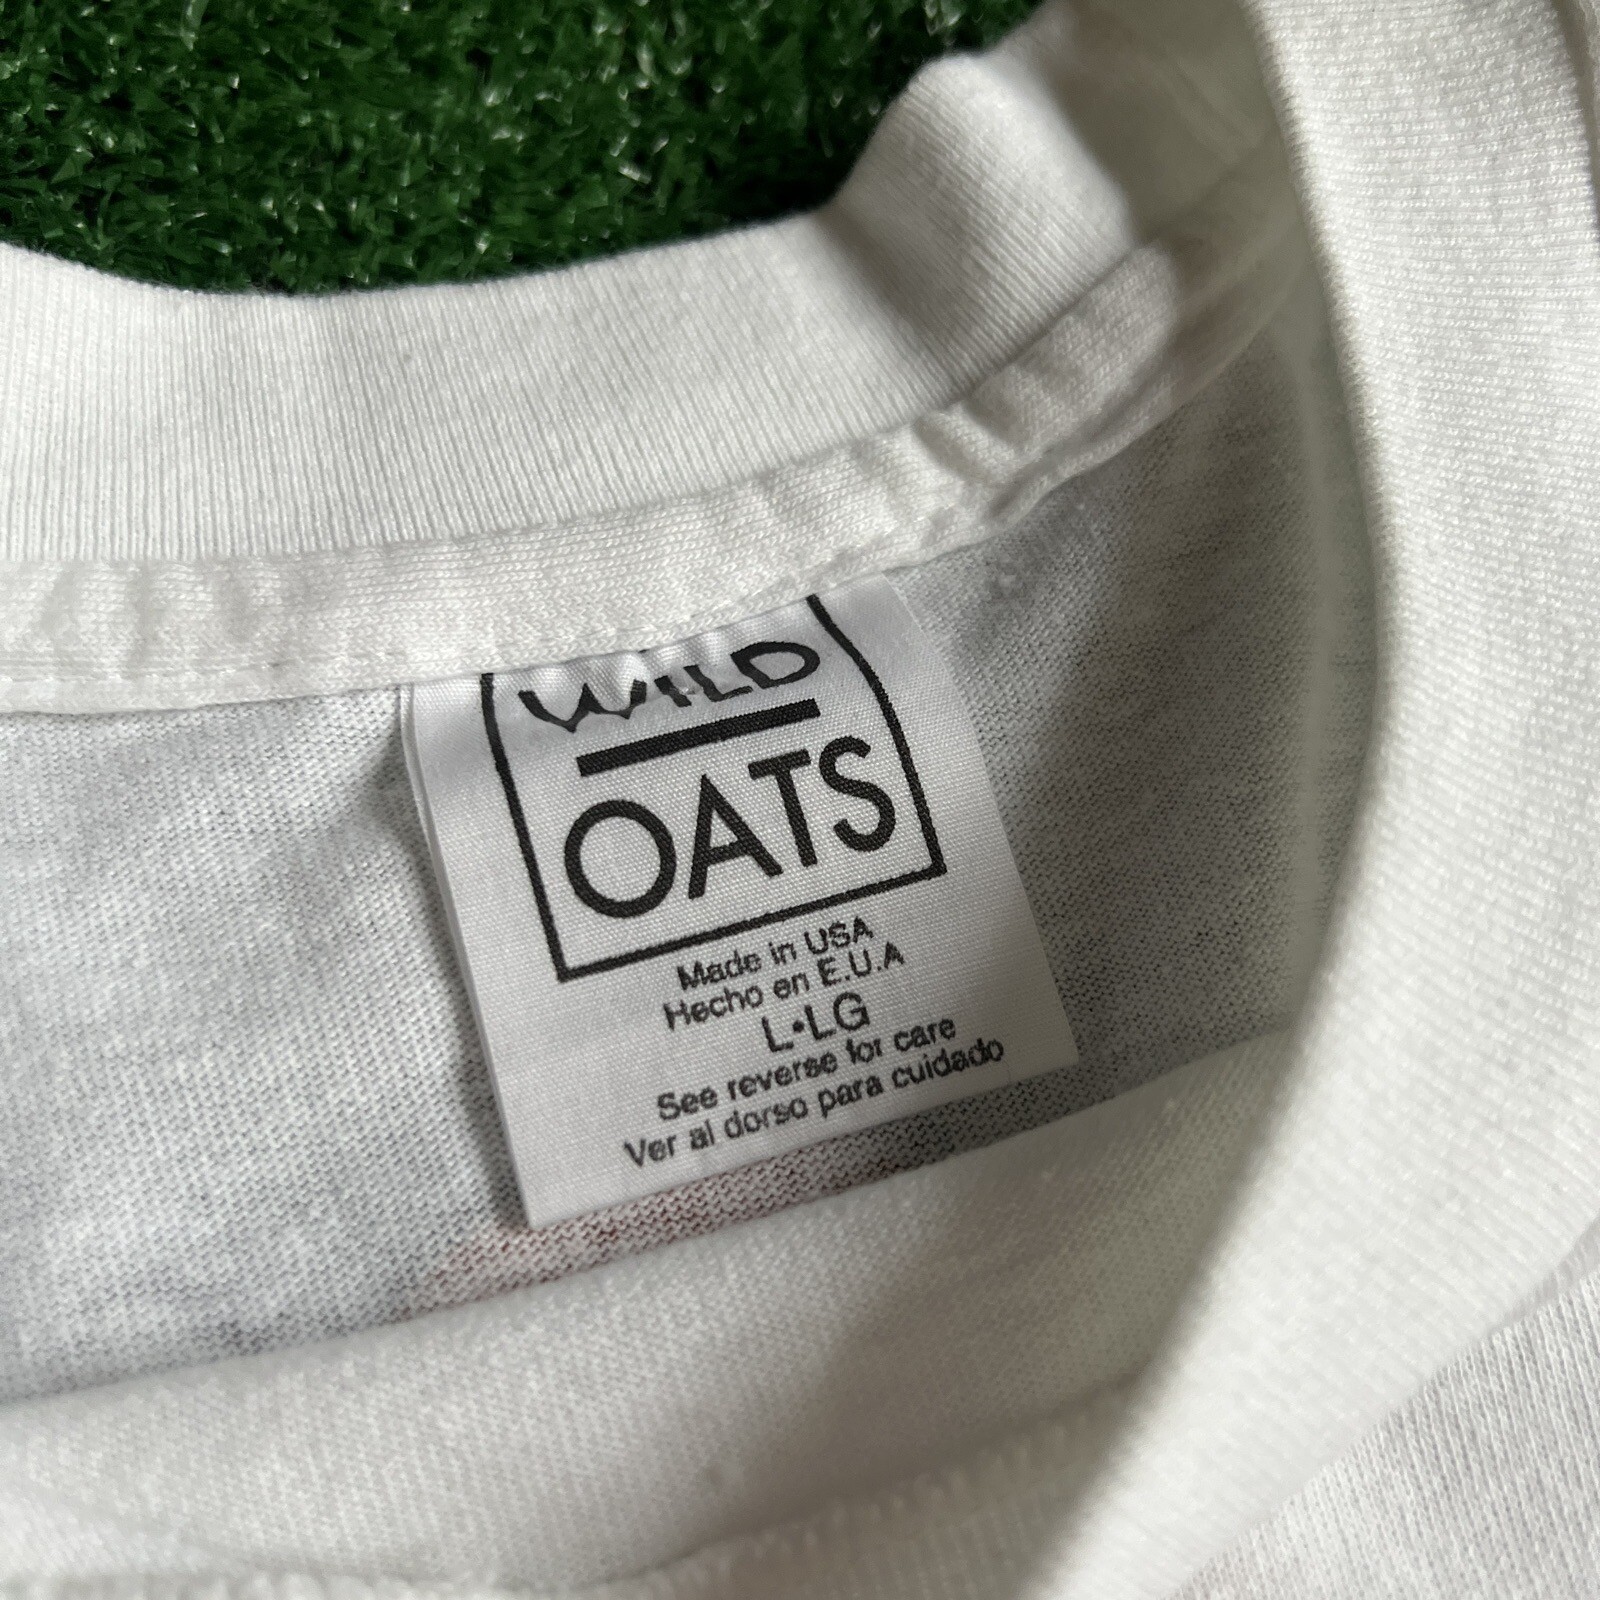 WILD
OATS
Made in USA
Hecho en E.U.A
L•LG
See reverse for care
Ver al dorso para cuidado